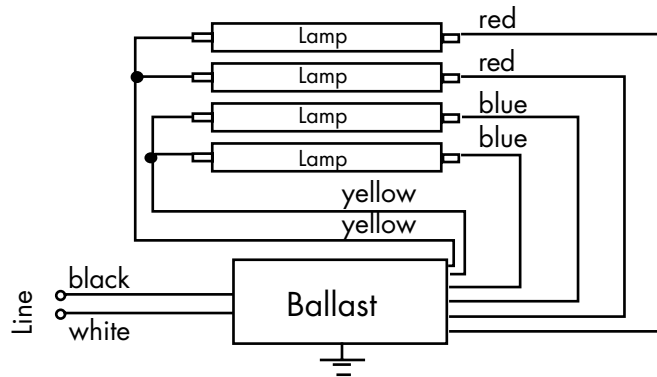 red
Lamp
red
Lamp
blue
Lamp
blue
Lamp
yellow
yellow
black
Line
white
Ballast